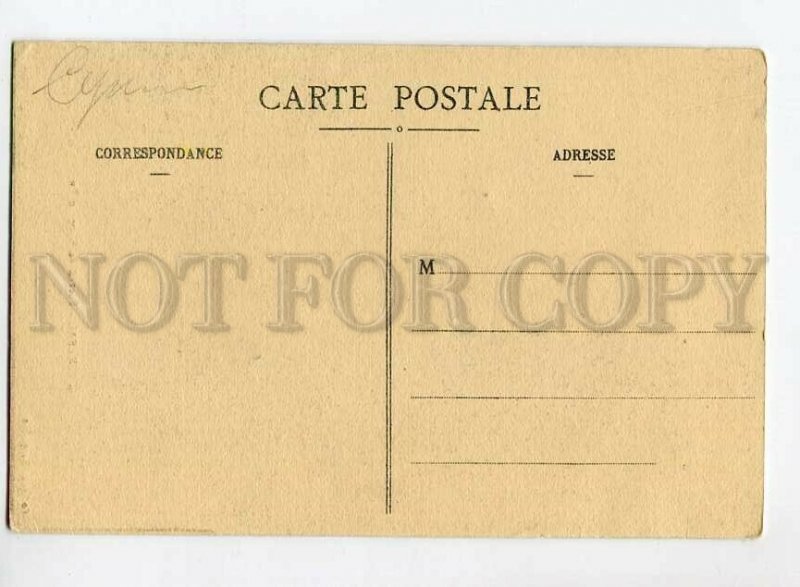 CARTE POSTALE
CORRESPONDANCE
ADRESSE
M
NOT FOR COPY